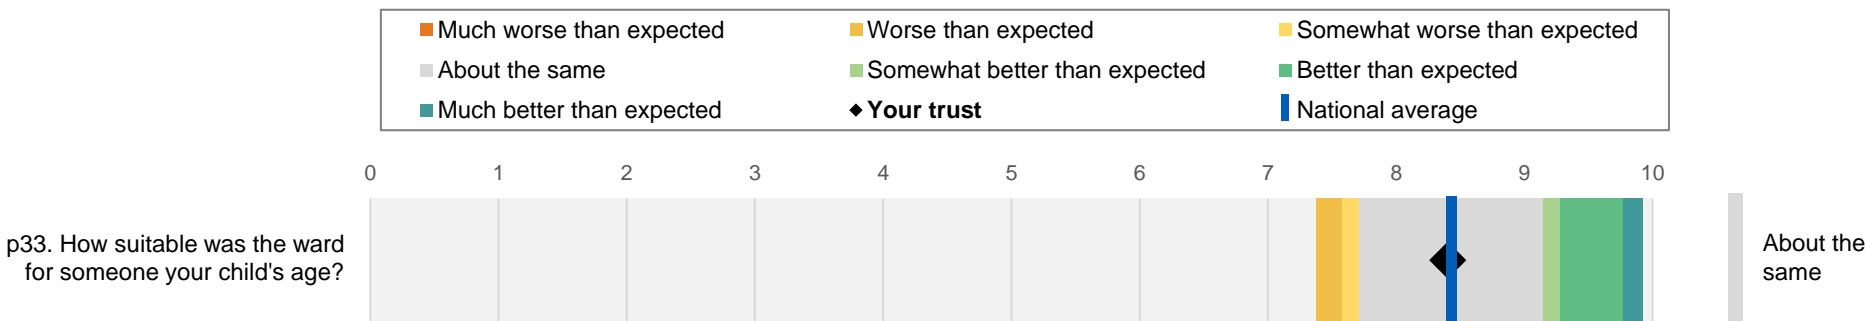 Much worse than expected
Worse than expected
Somewhat worse than expected
About the same
Somewhat better than expected
Better than expected
Much better than expected
Your trust
National average
0 1 2 3 4 5 6 7 8 9 10
p33. How suitable was the ward
for someone your child's age?
About the
same